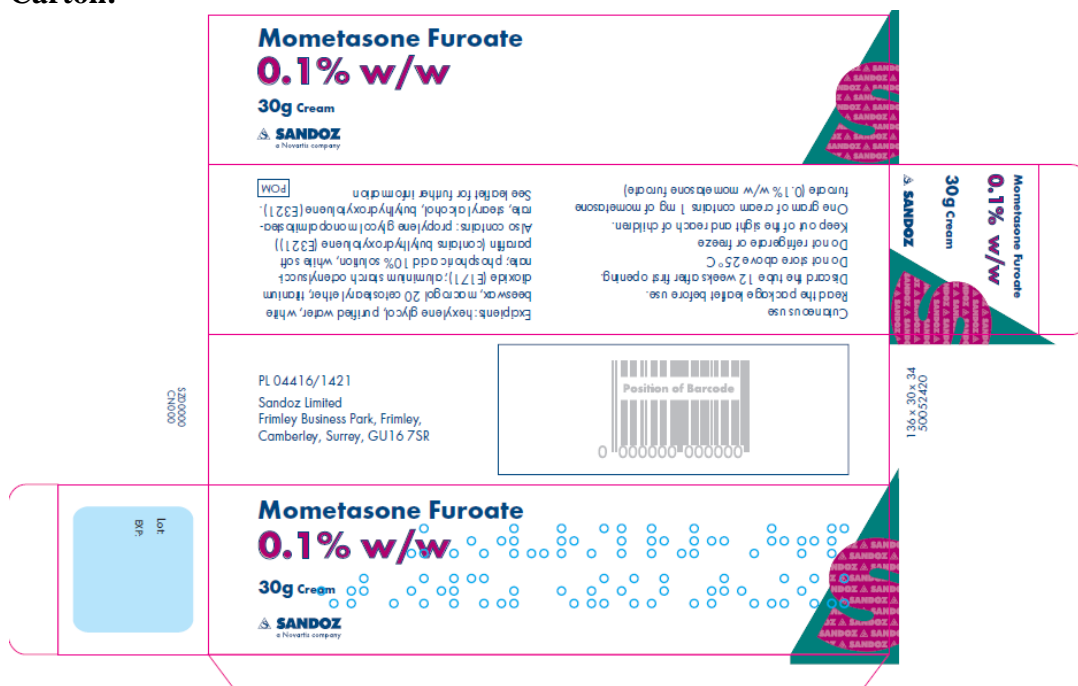 Carton:
Mometasone Furoate
0.1% w/w
30g Cream
SANDOZ
a Novartis company
Cutaneous use
Read the package leaflet before use.
Discard the tube 12 weeks after first opening.
Do not store above 25°C
Do not refrigerate or freeze
Keep out of the sight and reach of children.
One gram of cream contains 1 mg of mometasone
furoate (0.1% w/w mometasone furoate)
Excipients: hexylene glycol, purified water, white
beeswax, macrogol 20 cetostearyl ether, titanium
dioxide (E171); aluminium starch octenylsucci-
nate; phosphoric acid 10% solution, white soft
paraffin (contains butylhydroxytoluene (E321))
Also contains: propylene glycol monopalmitostea-
rate, stearyl alcohol, butylhydroxytoluene (E321).
See leaflet for further information
POM
Mometasone Furoate
0.1% w/w
30g Cream
SANDOZ
PL 04416/1421
Sandoz Limited
Frimley Business Park, Frimley,
Camberley, Surrey, GU16 7SR
Position of Barcode
0 000000 000000
136 x 30 x 34
50052420
SZ00000
CN000
Lot:
EXP.
Mometasone Furoate
0.1% w/w
30g Cream
SANDOZ
a Novartis company